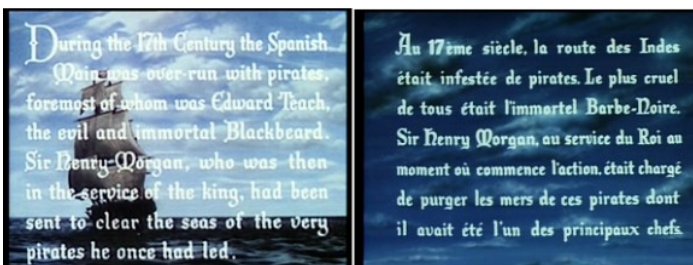 During the 17th Century the Spanish
Main was over-run with pirates,
foremost of whom was Edward Teach,
the evil and immortal Blackbeard.
Sir Henry Morgan, who was then
in the service of the king, had been
sent to clear the seas of the very
pirates he once had led.
Au 17ème siècle, la route des Indes
était infestée de pirates. Le plus cruel
de tous était l'immortel Barbe-Noire.
Sir Henry Morgan, au service du Roi au
moment où commence l'action, était chargé
de purger les mers de ces pirates dont
il avait été l'un des principaux chefs.